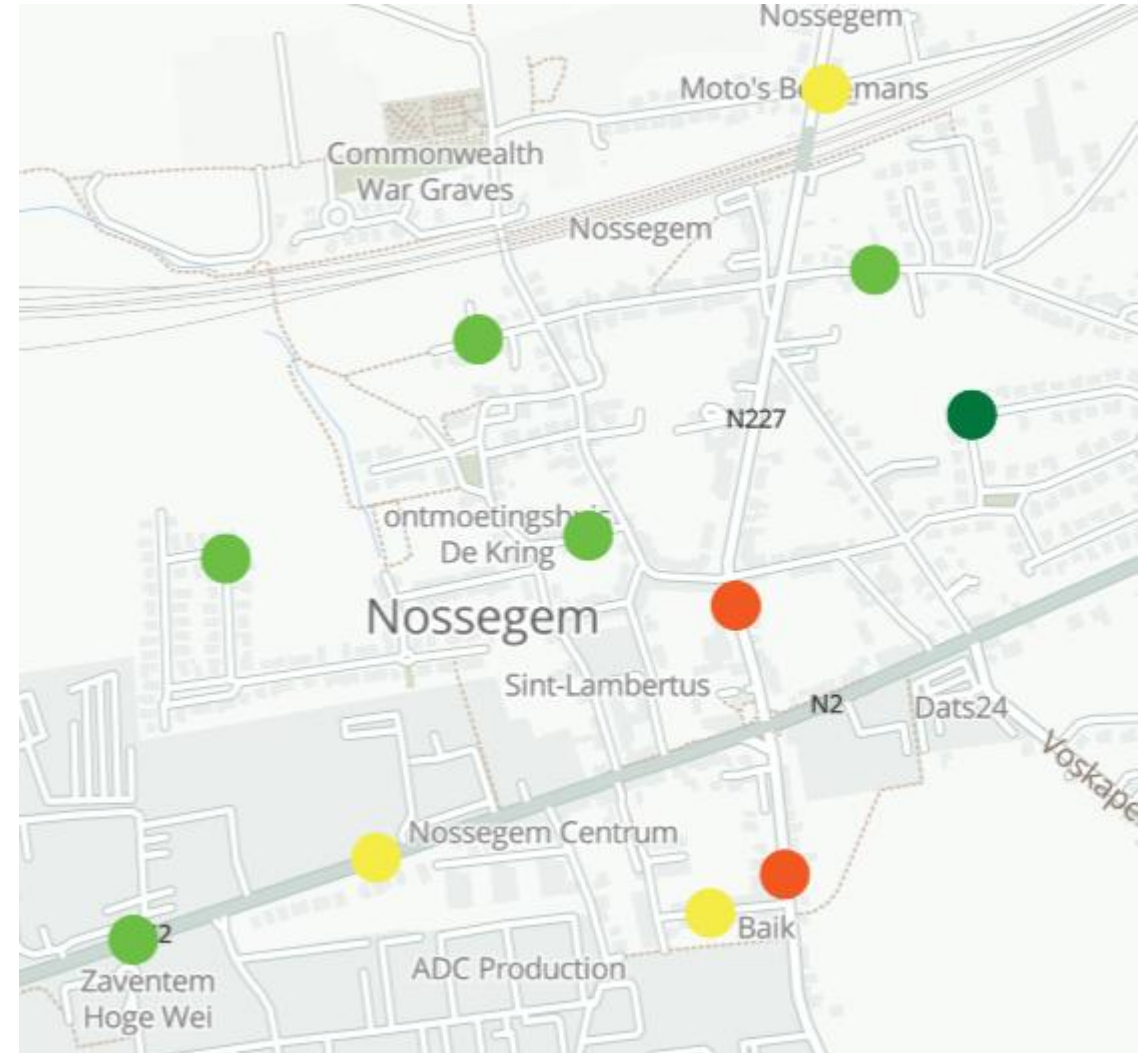 Nossegem
Moto's B mans
Commonwealth
War Graves
Nossegem
N227
ontmoetingshuis
De Kring
Nossegem
Sint-Lambertus
N2
Dats24
Voskape
Nossegem Centrum
Baik
2
ADC Production
Zaventem
Hoge Wei